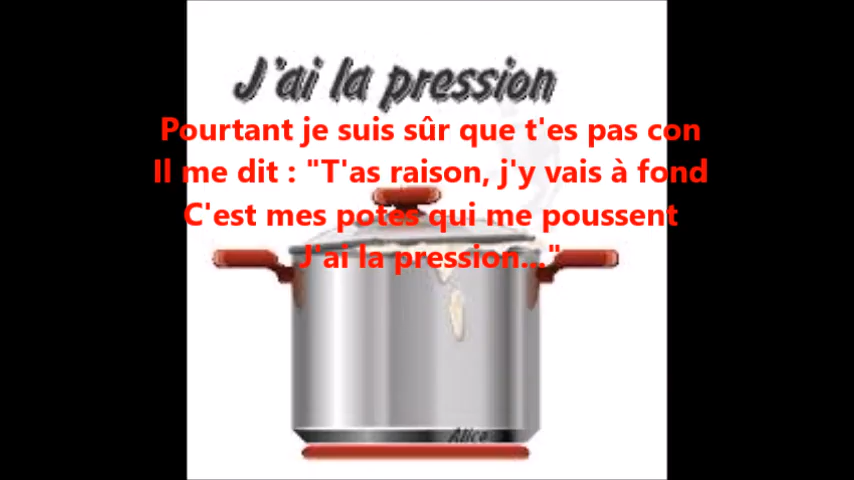 J'ai la pression
Pourtant je suis sûr que t'es pas con
Il me dit : "T'as raison, j'y vais à fond
C'est mes potes qui me poussent
J'ai la pression..."
Alice